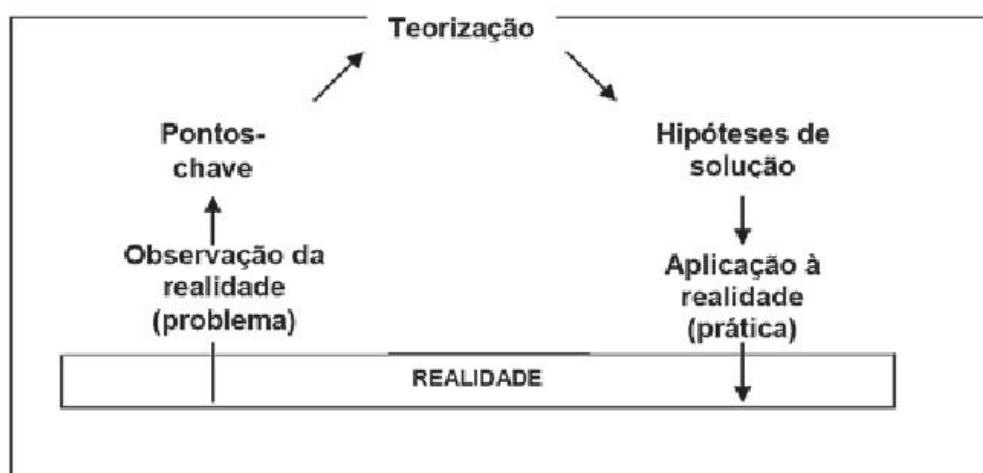 Teorização
Pontos-
chave
Hipóteses de
solução
Observação da
realidade
(problema)
Aplicação à
realidade
(prática)
REALIDADE